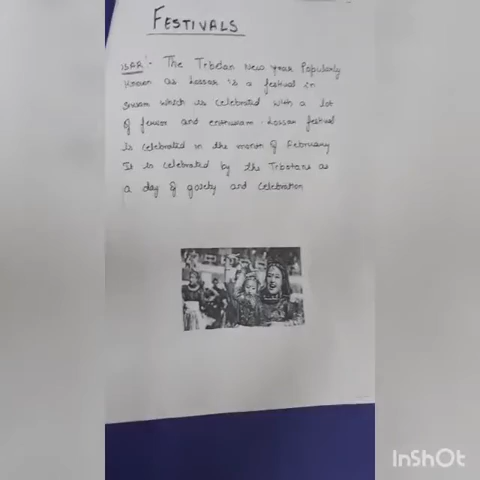 FESTIVALS
The Tibetan New year Popularly
Known as Lossar is a festival in
which is celebrated with a lot
of fervor and Lossar festival
is celebrated in the month of February
It is celebrated by the Tibetans as
a day of and celebration
InShOt